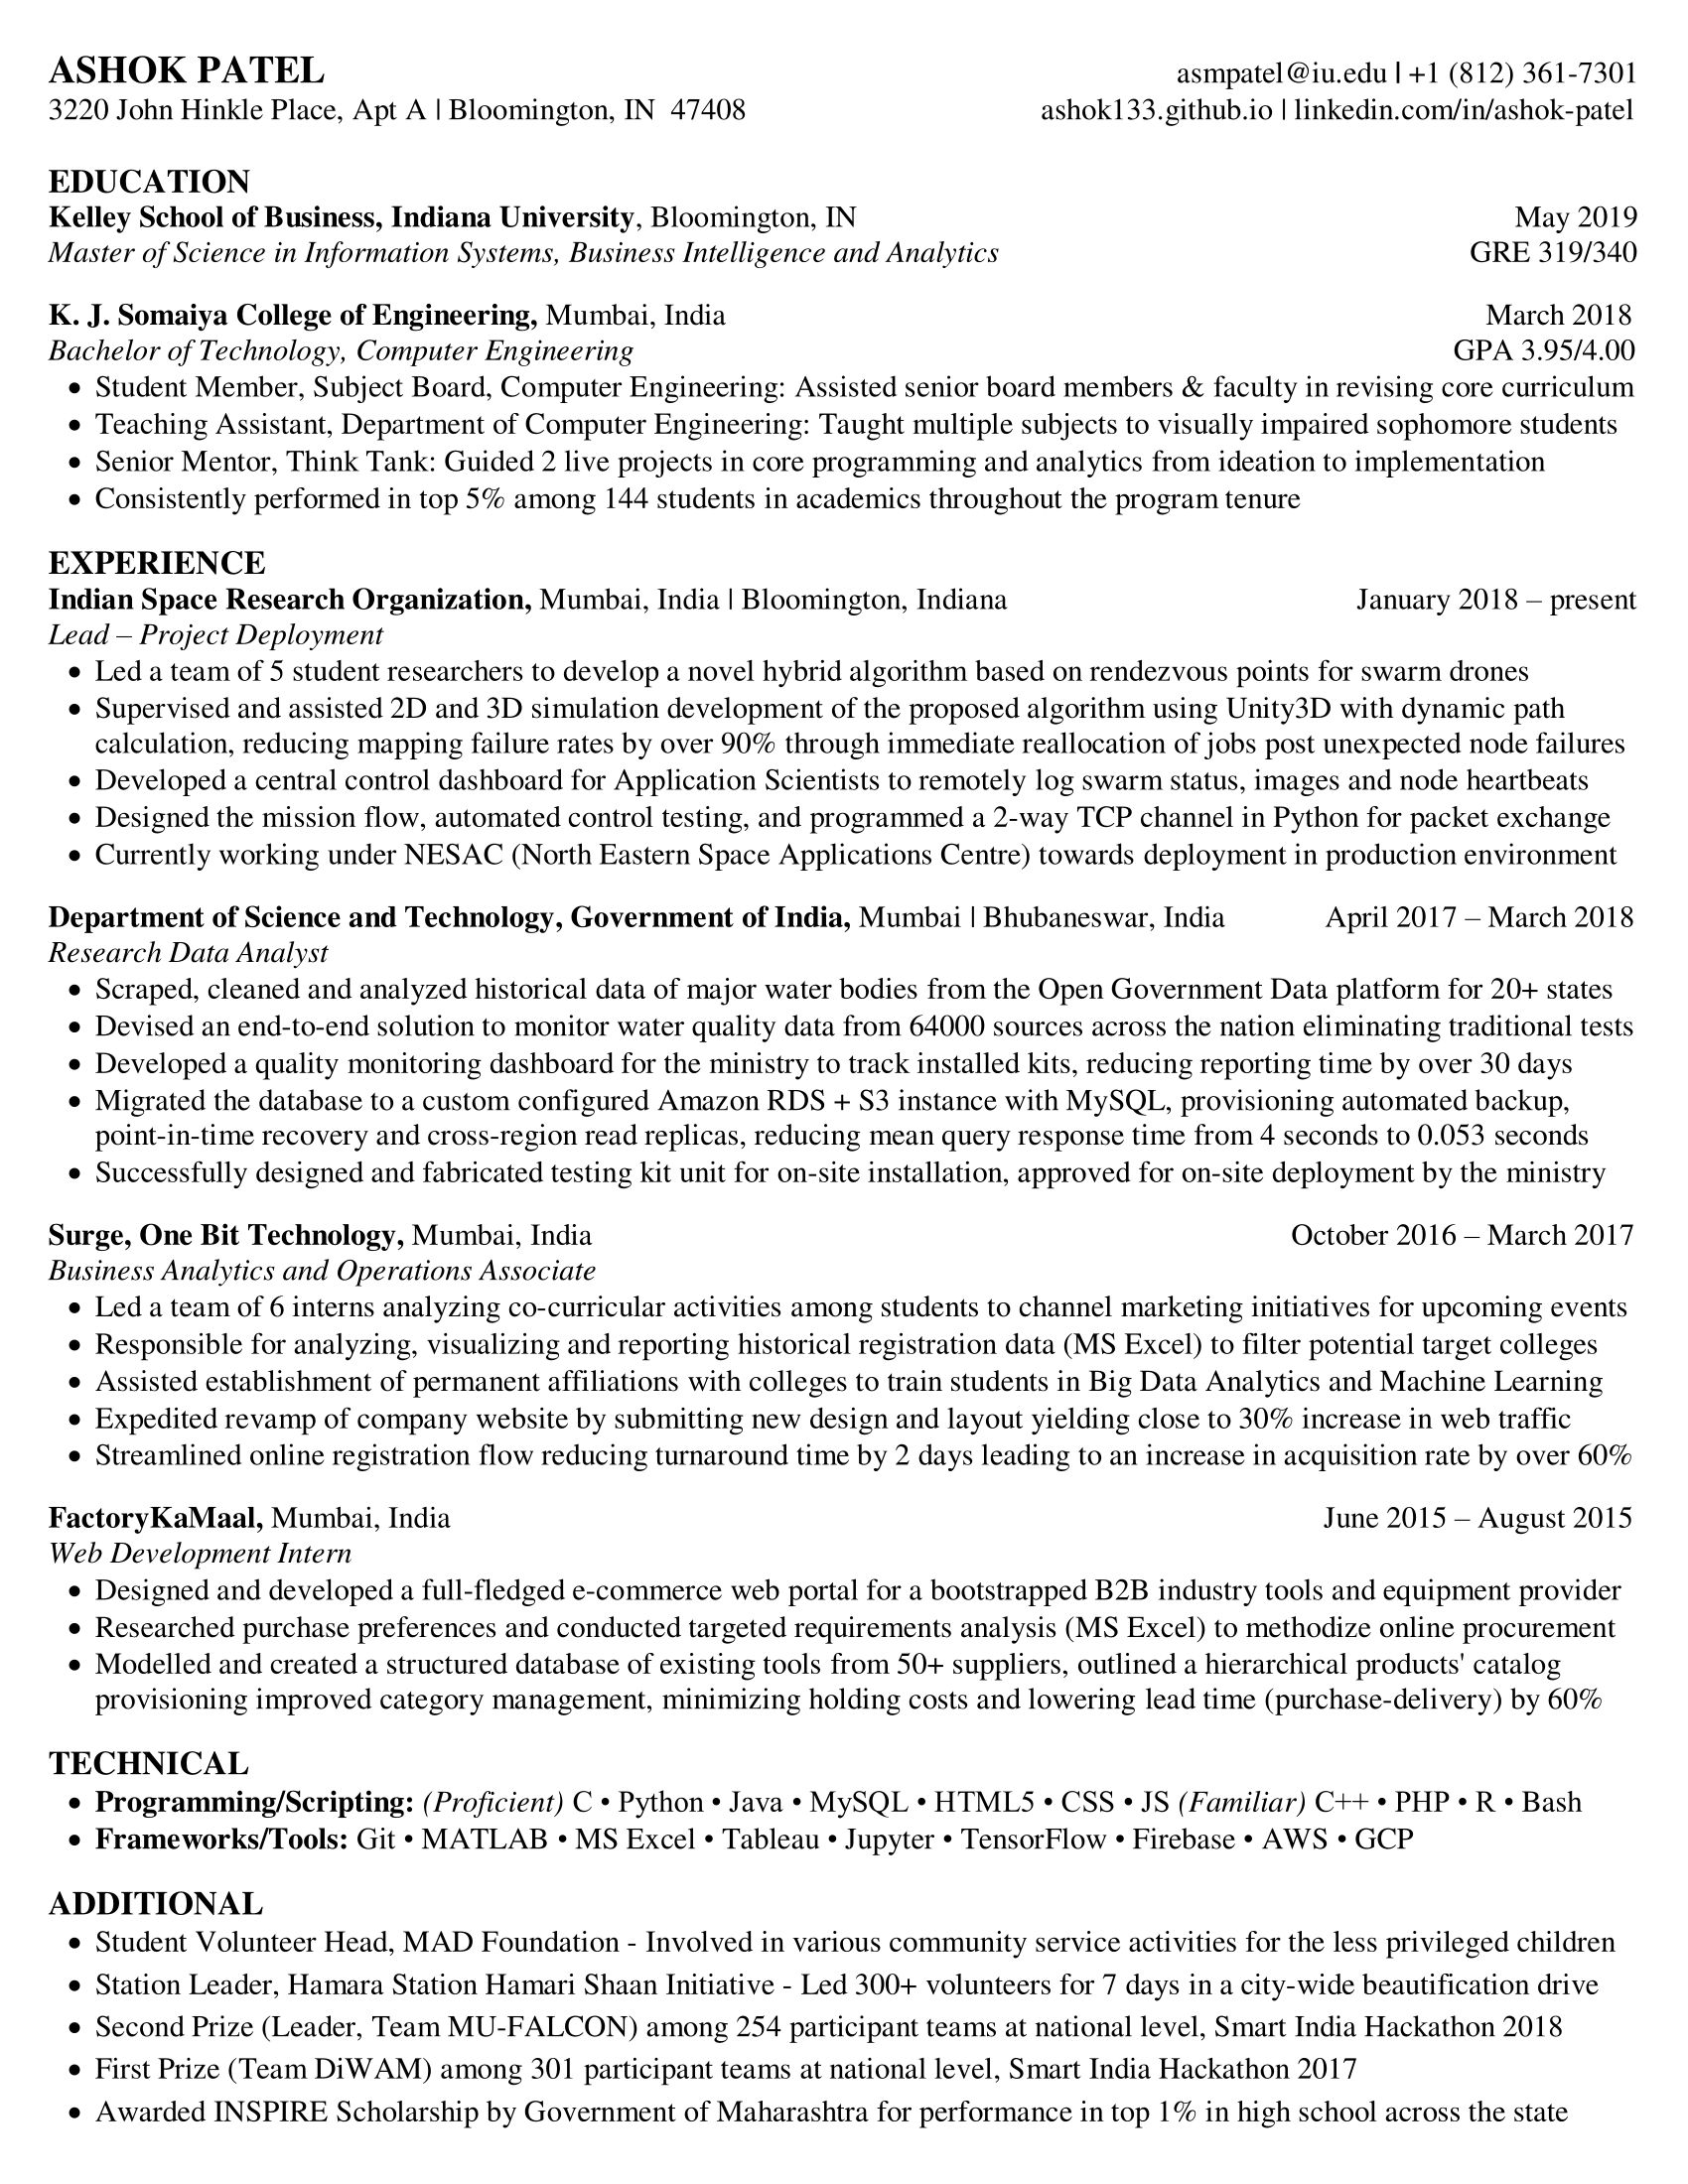 ASHOK PATEL asmpatel@iu.edu | +1 (812) 361-7301
3220 John Hinkle Place, Apt A | Bloomington, IN 47408 ashok133.github.io | linkedin.com/in/ashok-patel
EDUCATION
Kelley School of Business, Indiana University, Bloomington, IN May 2019
Master of Science in Information Systems, Business Intelligence and Analytics GRE 319/340
K. J. Somaiya College of Engineering, Mumbai, India March 2018
Bachelor of Technology, Computer Engineering GPA 3.95/4.00
• Student Member, Subject Board, Computer Engineering: Assisted senior board members & faculty in revising core curriculum
• Teaching Assistant, Department of Computer Engineering: Taught multiple subjects to visually impaired sophomore students
• Senior Mentor, Think Tank: Guided 2 live projects in core programming and analytics from ideation to implementation
• Consistently performed in top 5% among 144 students in academics throughout the program tenure
EXPERIENCE
Indian Space Research Organization, Mumbai, India | Bloomington, Indiana January 2018 – present
Lead – Project Deployment
• Led a team of 5 student researchers to develop a novel hybrid algorithm based on rendezvous points for swarm drones
• Supervised and assisted 2D and 3D simulation development of the proposed algorithm using Unity3D with dynamic path
calculation, reducing mapping failure rates by over 90% through immediate reallocation of jobs post unexpected node failures
• Developed a central control dashboard for Application Scientists to remotely log swarm status, images and node heartbeats
• Designed the mission flow, automated control testing, and programmed a 2-way TCP channel in Python for packet exchange
• Currently working under NESAC (North Eastern Space Applications Centre) towards deployment in production environment
Department of Science and Technology, Government of India, Mumbai | Bhubaneswar, India April 2017 – March 2018
Research Data Analyst
• Scraped, cleaned and analyzed historical data of major water bodies from the Open Government Data platform for 20+ states
• Devised an end-to-end solution to monitor water quality data from 64000 sources across the nation eliminating traditional tests
• Developed a quality monitoring dashboard for the ministry to track installed kits, reducing reporting time by over 30 days
• Migrated the database to a custom configured Amazon RDS + S3 instance with MySQL, provisioning automated backup,
point-in-time recovery and cross-region read replicas, reducing mean query response time from 4 seconds to 0.053 seconds
• Successfully designed and fabricated testing kit unit for on-site installation, approved for on-site deployment by the ministry
Surge, One Bit Technology, Mumbai, India October 2016 – March 2017
Business Analytics and Operations Associate
• Led a team of 6 interns analyzing co-curricular activities among students to channel marketing initiatives for upcoming events
• Responsible for analyzing, visualizing and reporting historical registration data (MS Excel) to filter potential target colleges
• Assisted establishment of permanent affiliations with colleges to train students in Big Data Analytics and Machine Learning
• Expedited revamp of company website by submitting new design and layout yielding close to 30% increase in web traffic
• Streamlined online registration flow reducing turnaround time by 2 days leading to an increase in acquisition rate by over 60%
FactoryKaMaal, Mumbai, India June 2015 – August 2015
Web Development Intern
• Designed and developed a full-fledged e-commerce web portal for a bootstrapped B2B industry tools and equipment provider
• Researched purchase preferences and conducted targeted requirements analysis (MS Excel) to methodize online procurement
• Modelled and created a structured database of existing tools from 50+ suppliers, outlined a hierarchical products' catalog
provisioning improved category management, minimizing holding costs and lowering lead time (purchase-delivery) by 60%
TECHNICAL
• Programming/Scripting: (Proficient) C • Python • Java • MySQL • HTML5 • CSS • JS (Familiar) C++ • PHP • R • Bash
• Frameworks/Tools: Git • MATLAB • MS Excel • Tableau • Jupyter • TensorFlow • Firebase • AWS • GCP
ADDITIONAL
• Student Volunteer Head, MAD Foundation - Involved in various community service activities for the less privileged children
• Station Leader, Hamara Station Hamari Shaan Initiative - Led 300+ volunteers for 7 days in a city-wide beautification drive
• Second Prize (Leader, Team MU-FALCON) among 254 participant teams at national level, Smart India Hackathon 2018
• First Prize (Team DiWAM) among 301 participant teams at national level, Smart India Hackathon 2017
• Awarded INSPIRE Scholarship by Government of Maharashtra for performance in top 1% in high school across the state